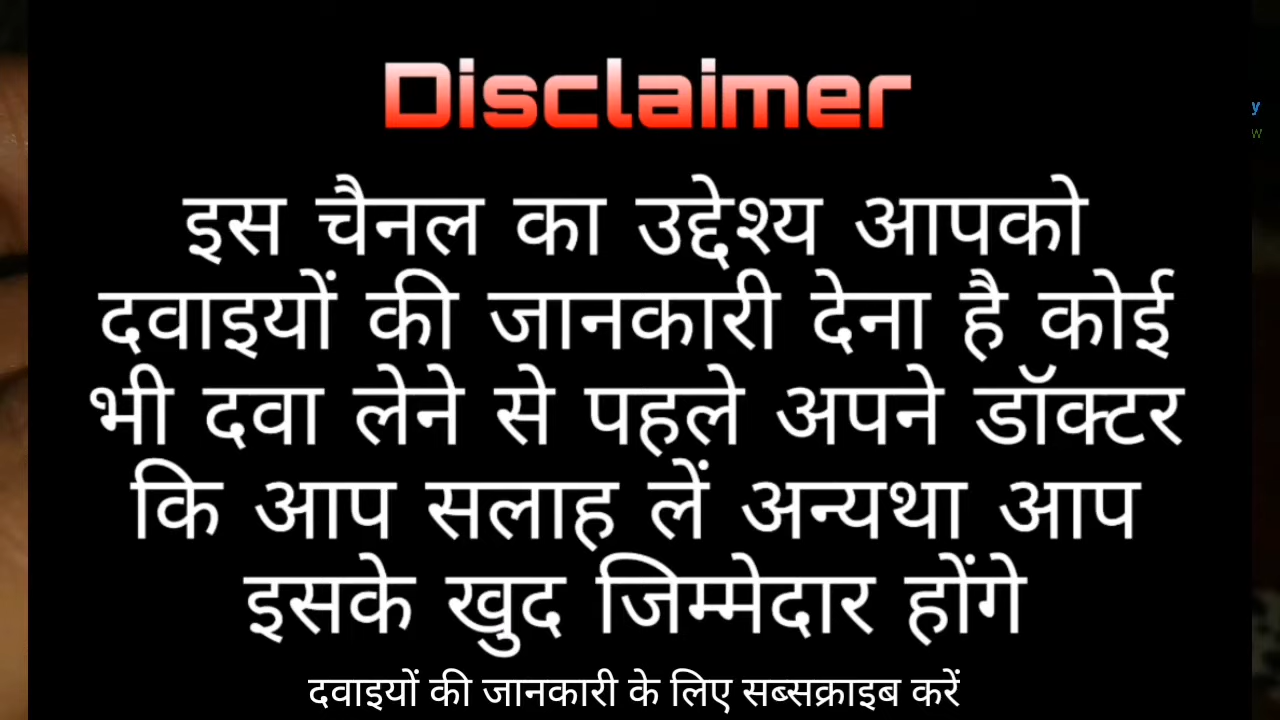 Disclaimer
इस चैनल का उद्देश्य आपको
दवाइयों की जानकारी देना है कोई
भी दवा लेने से पहले अपने डॉक्टर
कि आप सलाह लें अन्यथा आप
इसके खुद जिम्मेदार होंगे
दवाइयों की जानकारी के लिए सब्सक्राइब करें